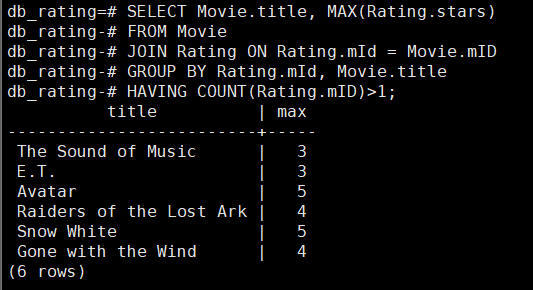 db_rating=# SELECT Movie.title, MAX(Rating.stars)
db_rating-# FROM Movie
db_rating-# JOIN Rating ON Rating.mId = Movie.mID
db_rating-# GROUP BY Rating.mId, Movie.title
db_rating-# HAVING COUNT(Rating.mID)>1;
          title          | max
-------------------------+-----
 The Sound of Music      |   3
 E.T.                    |   3
 Avatar                  |   5
 Raiders of the Lost Ark |   4
 Snow White              |   5
 Gone with the Wind      |   4
(6 rows)